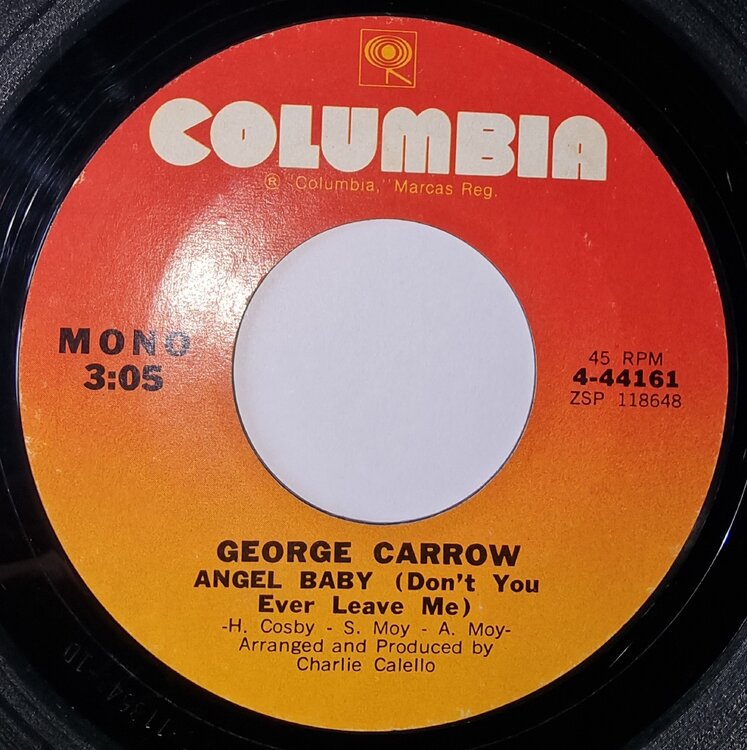 COLUMBIA
® "Columbia," Marcas Reg.
MONO
3:05
45 RPM
4-44161
ZSP 118648
GEORGE CARROW
ANGEL BABY (Don't You
Ever Leave Me)
-H. Cosby - S. Moy - A. Moy-
Arranged and Produced by
Charlie Calello